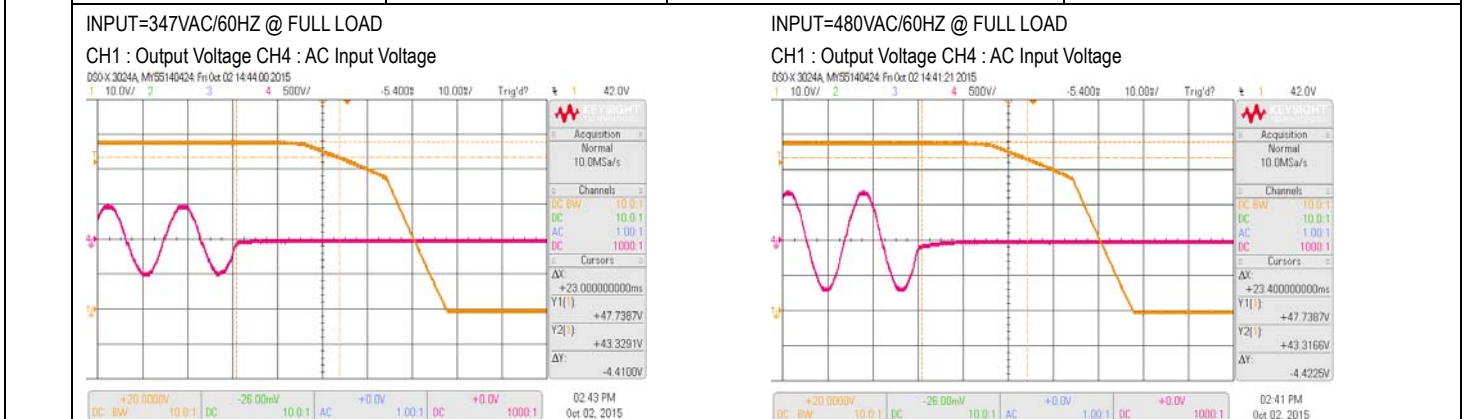 INPUT=347VAC/60HZ @ FULL LOAD
CH1 : Output Voltage CH4 : AC Input Voltage
DSO-X 3024A, MY55140424: Fri Oct 02 14:44:00 2015
1 10.0V/ 2 3 4 500V/ -5.400s 10.00s/ Trig'd? 1 42.0V
KEYSIGHT
Acquisition
Normal
10.0MSa/s
Channels
DC BW 10.0:1
DC 10.0:1
AC 1.00:1
DC 1000:1
Cursors
ΔX:
+23.000000000ms
Y1(1):
+47.7387V
Y2(1):
+43.3291V
ΔY:
-4.4100V
+20.0000V -26.00mV +0.0V +0.0V
DC BW 10.0:1 DC 10.0:1 AC 1.00:1 DC 1000:1
02:43 PM
Oct 02, 2015
INPUT=480VAC/60HZ @ FULL LOAD
CH1 : Output Voltage CH4 : AC Input Voltage
DSO-X 3024A, MY55140424: Fri Oct 02 14:41:21 2015
1 10.0V/ 2 3 4 500V/ -5.400s 10.00s/ Trig'd? 1 42.0V
KEYSIGHT
Acquisition
Normal
10.0MSa/s
Channels
DC BW 10.0:1
DC 10.0:1
AC 1.00:1
DC 1000:1
Cursors
ΔX:
+23.400000000ms
Y1(1):
+47.7387V
Y2(1):
+43.3166V
ΔY:
-4.4225V
+20.0000V -26.00mV +0.0V +0.0V
DC BW 10.0:1 DC 10.0:1 AC 1.00:1 DC 1000:1
02:41 PM
Oct 02, 2015